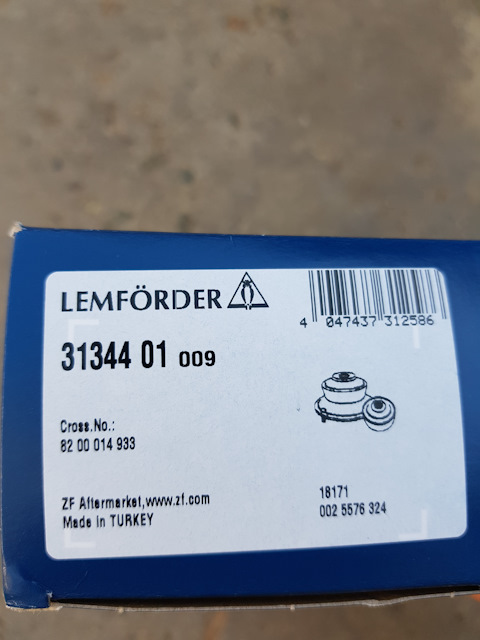 LEMFÖRDER
4 047437 312586
31344 01 009
Cross.No.:
82 00 014 933
ZF Aftermarket,www.zf.com
Made in TURKEY
18171
002 5576 324